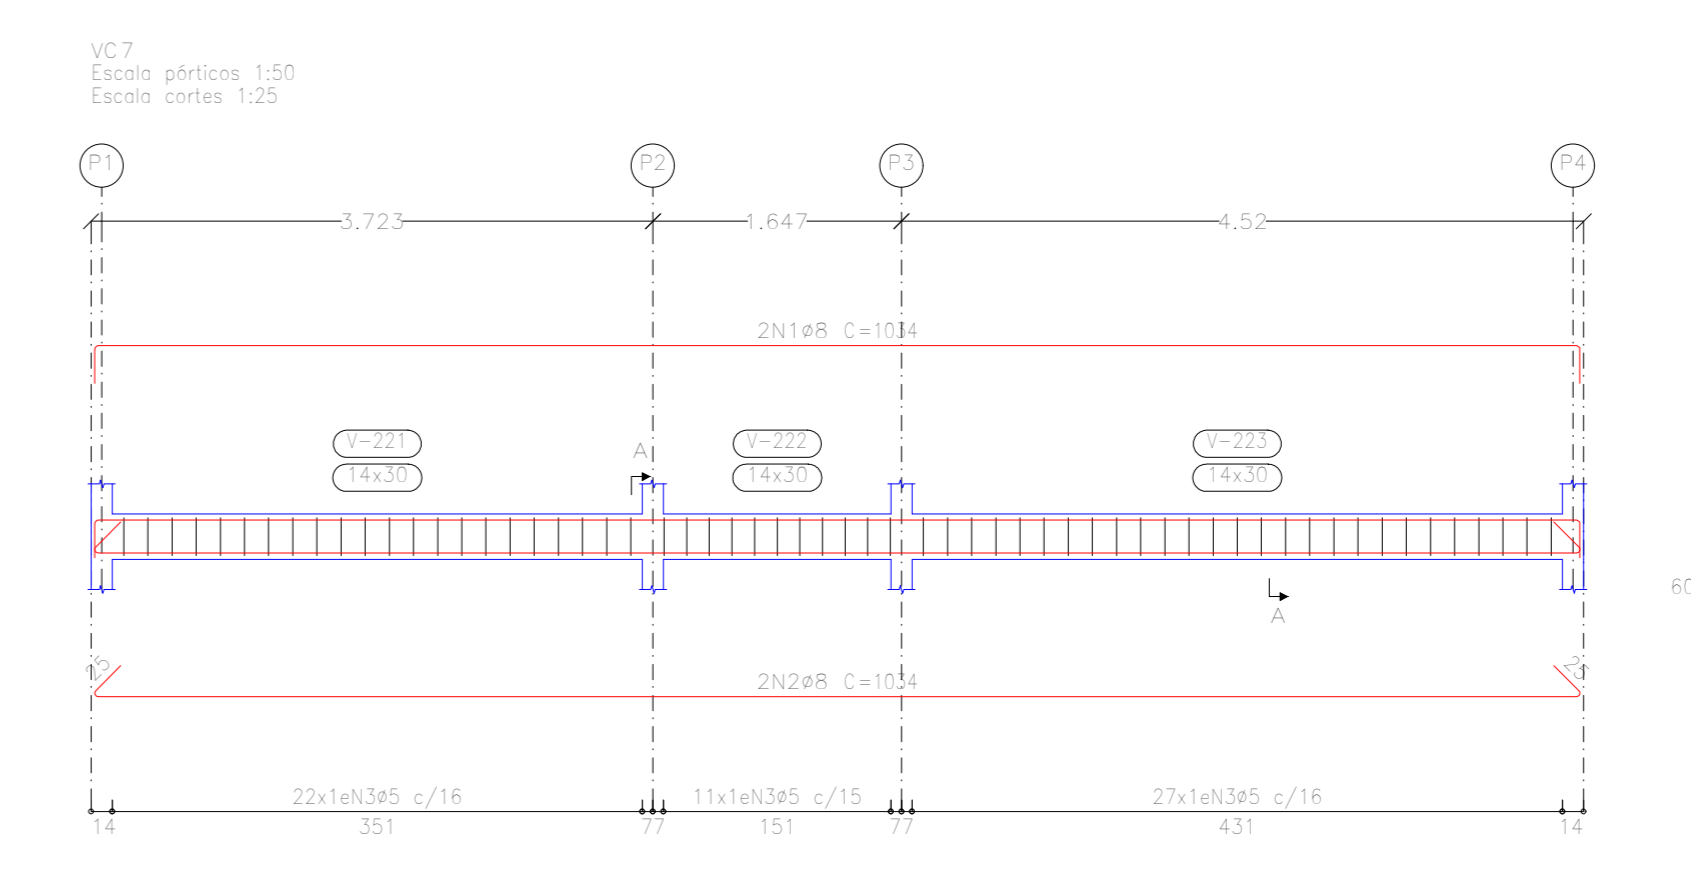 VC 7
Escala pórticos 1:50
Escala cortes 1:25
P1 P2 P3 P4
3.723 1.647 4.52
2N1ø8 C=1034
V-221 V-222 V-223
14x30 14x30 14x30
A
A
60
25 25
2N2ø8 C=1034
22x1eN3ø5 c/16 11x1eN3ø5 c/15 27x1eN3ø5 c/16
14 351 77 151 77 431 14